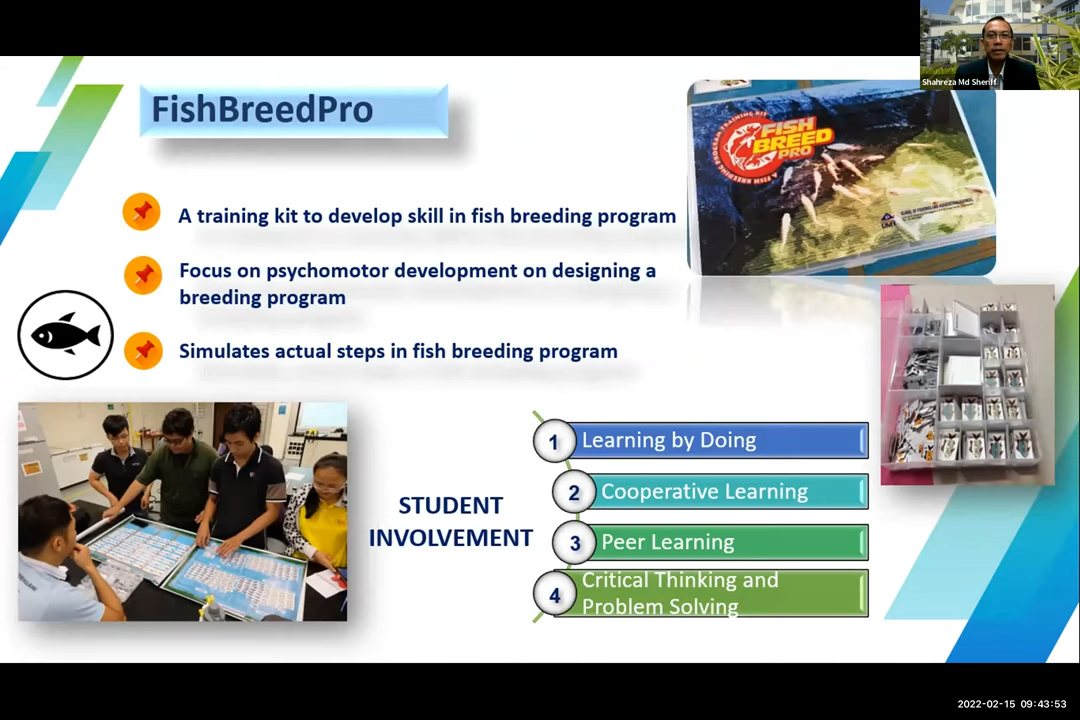 Shahreza Md Sheriff
FishBreedPro
FISH
BREED
PRO
A training kit to develop skill in fish breeding program
Focus on psychomotor development on designing a
breeding program
Simulates actual steps in fish breeding program
STUDENT
INVOLVEMENT
1 Learning by Doing
2 Cooperative Learning
3 Peer Learning
4 Critical Thinking and
Problem Solving
2022-02-15 09:43:53